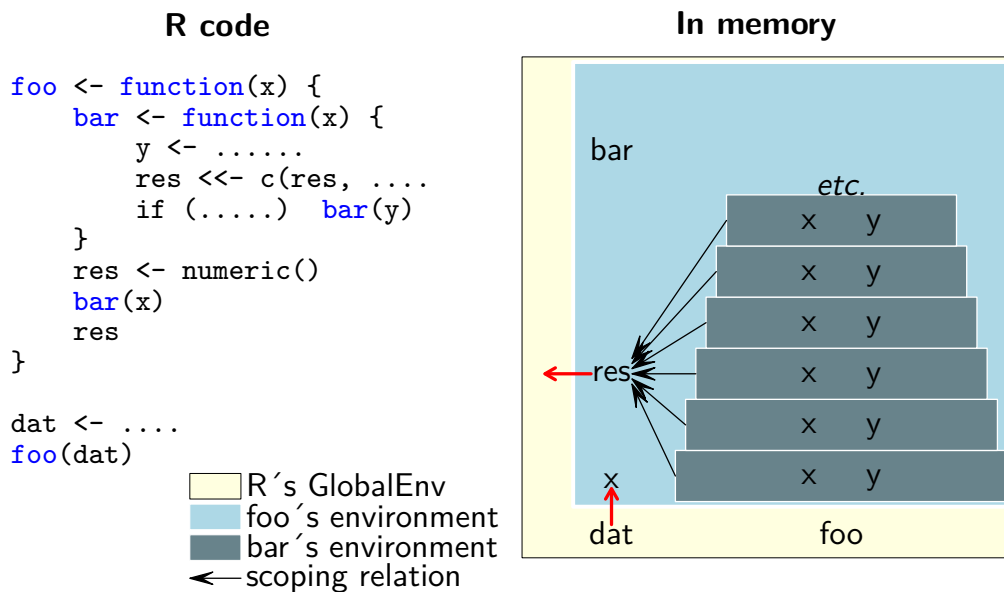 R code
foo <- function(x) {
    bar <- function(x) {
        y <- ......
        res <<- c(res, ....
        if (.....)  bar(y)
    }
    res <- numeric()
    bar(x)
    res
}
dat <- ....
foo(dat)
R´s GlobalEnv
foo´s environment
bar´s environment
scoping relation
In memory
bar
etc.
x y
x y
x y
res x y
x y
x x y
dat foo